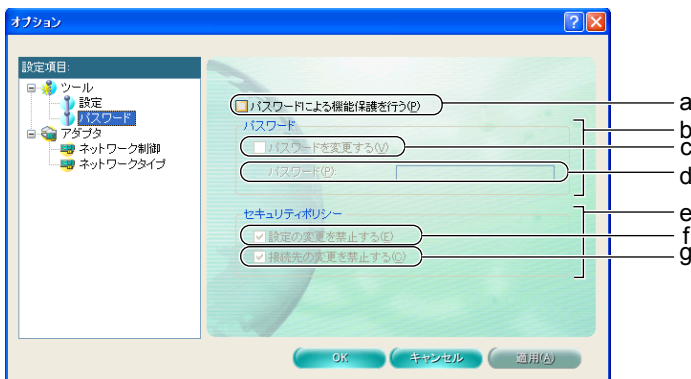 オプション
設定項目:
ツール
設定
パスワード
アダプタ
ネットワーク制御
ネットワークタイプ
パスワードによる機能保護を行う(P)
パスワード
パスワードを変更する(V)
パスワード(P):
セキュリティポリシー
設定の変更を禁止する(E)
接続先の変更を禁止する(C)
OK
キャンセル
適用(A)
a
b
c
d
e
f
g